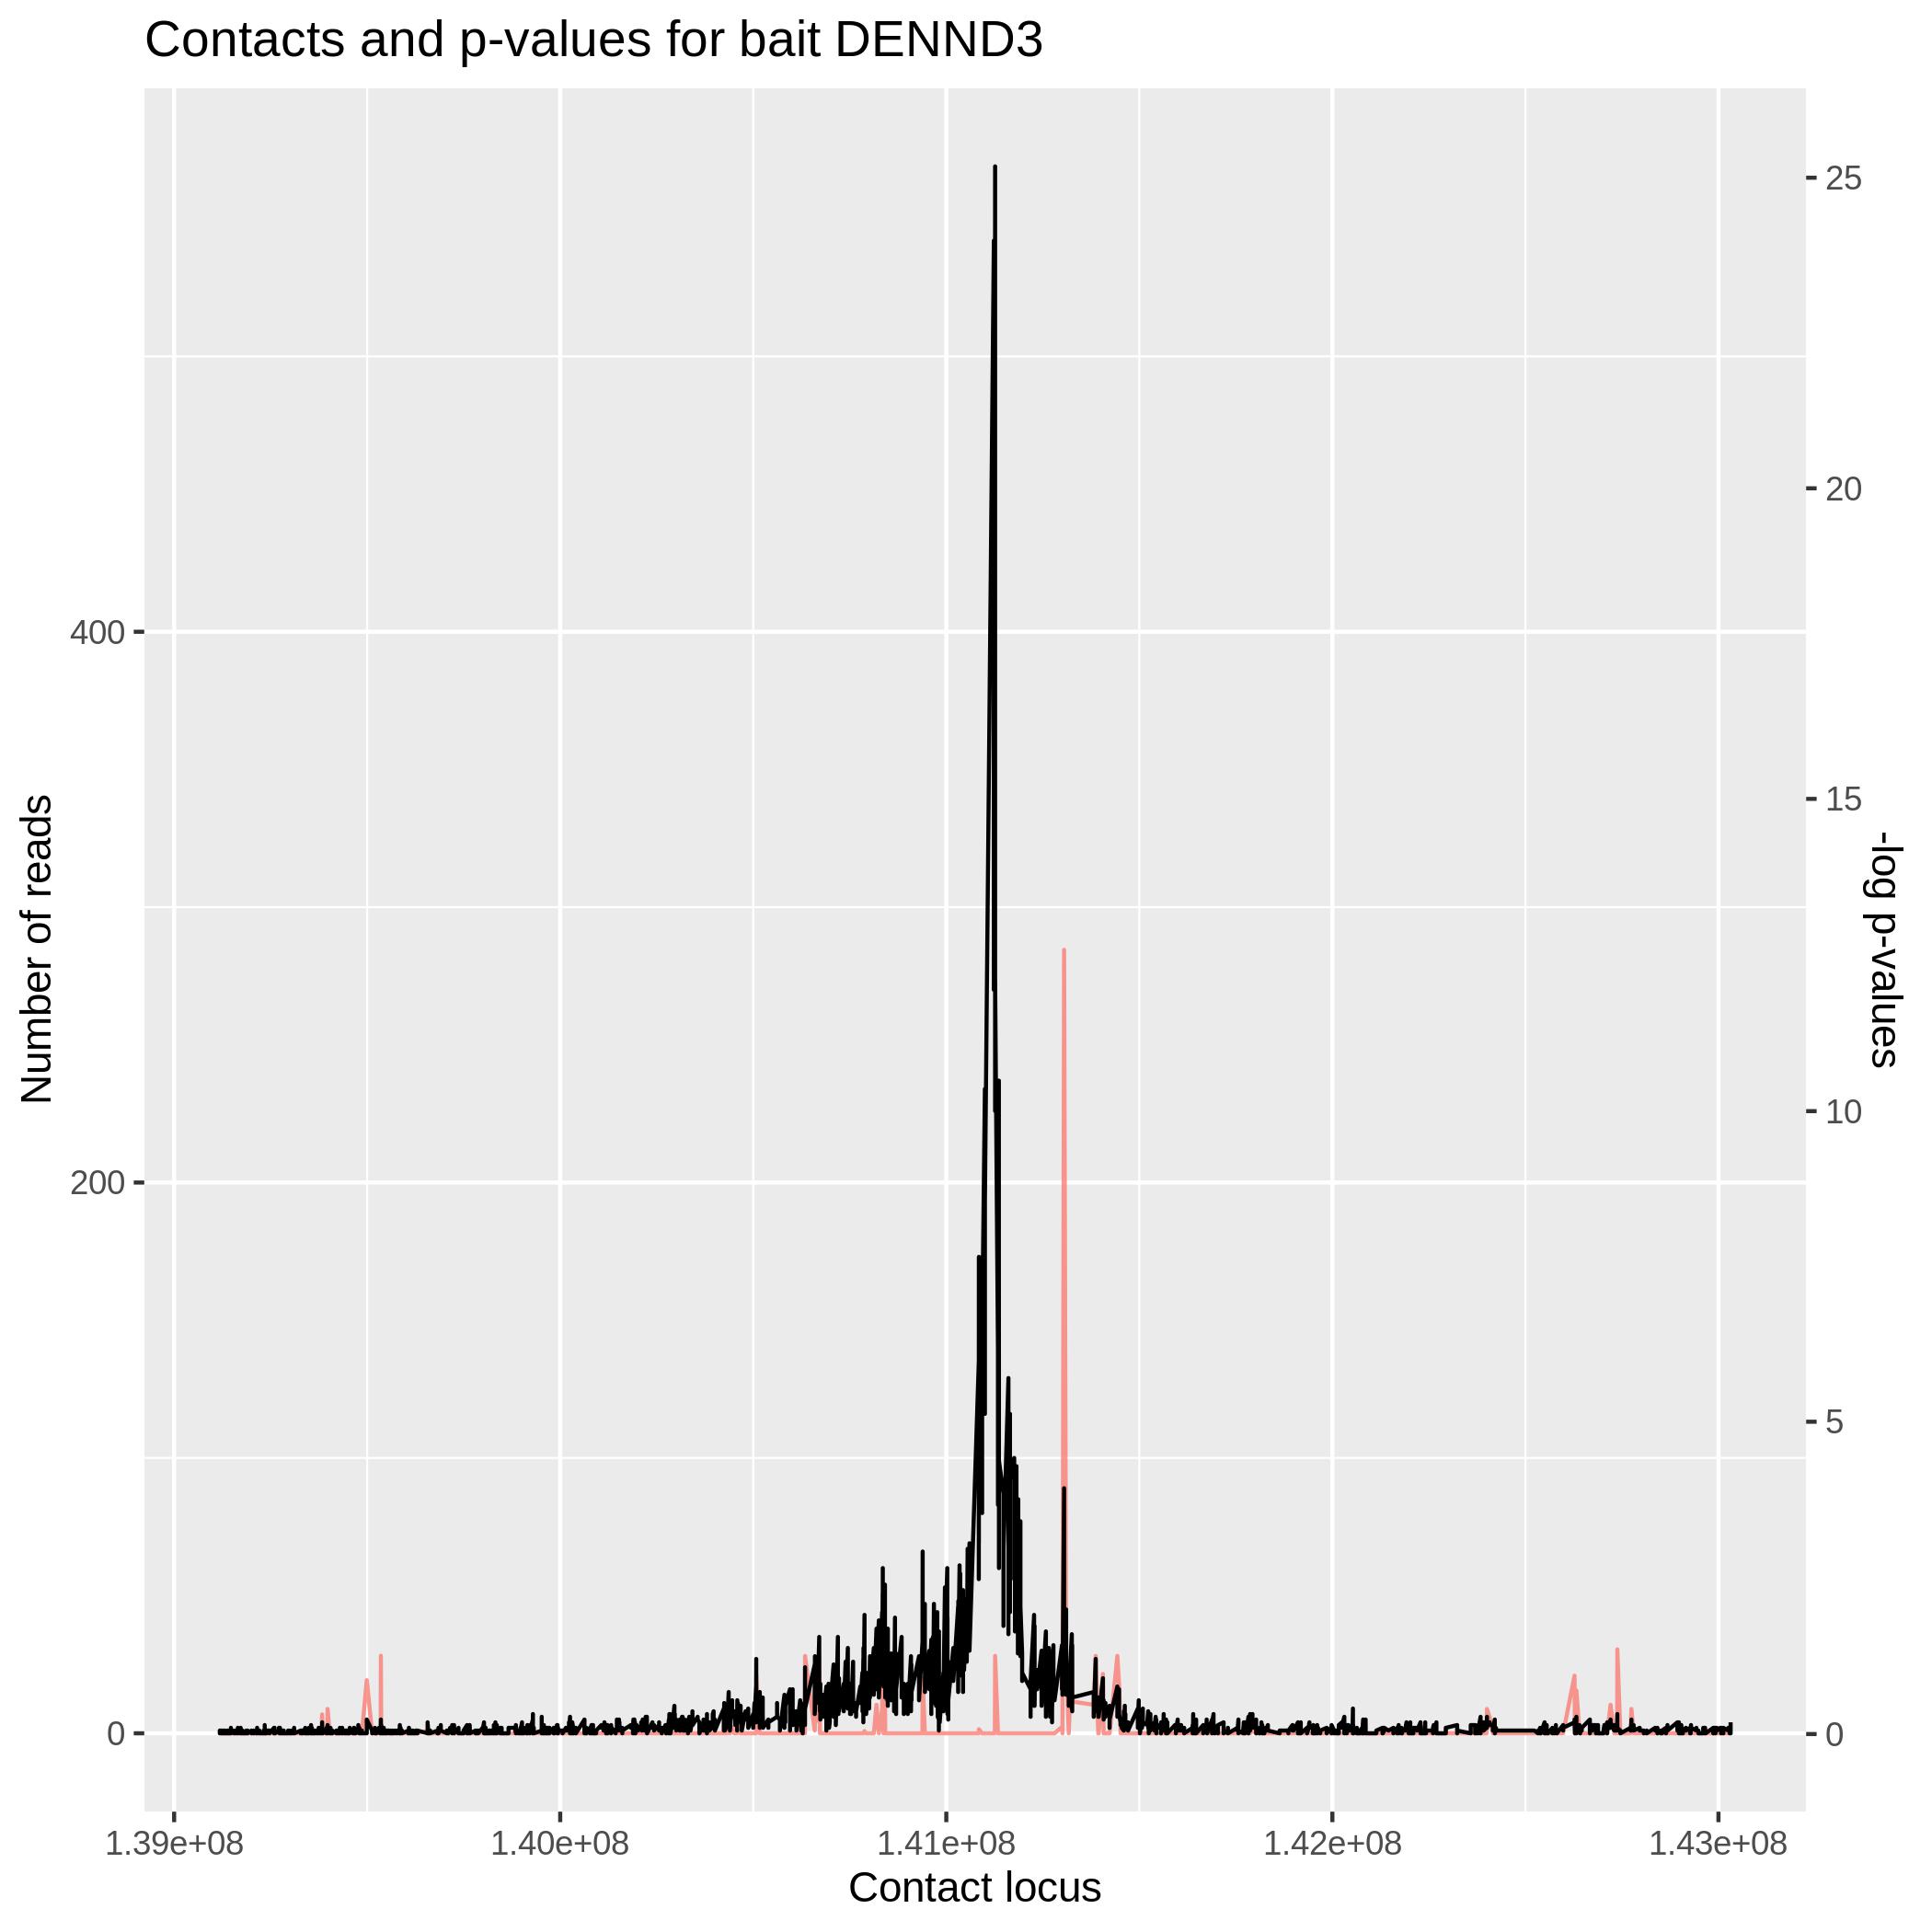 Contacts and p-values for bait DENND3
Number of reads
400
200
0
25
20
15
10
5
0
-log p-values
1.39e+08
1.40e+08
1.41e+08
1.42e+08
1.43e+08
Contact locus